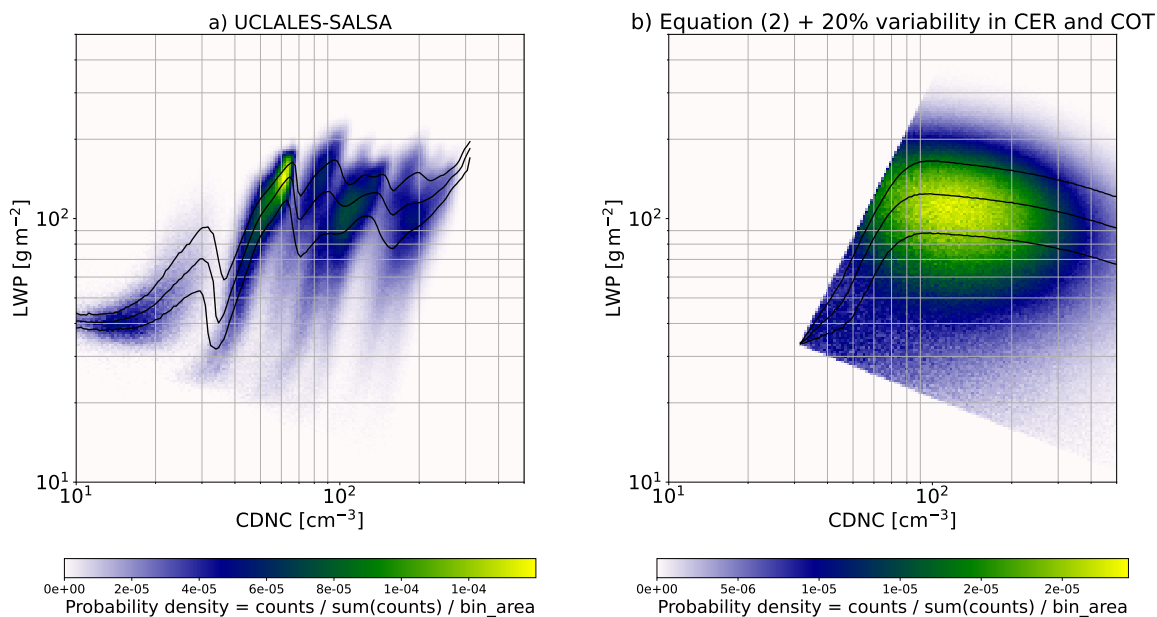 a) UCLALES-SALSA
LWP [g m⁻²]
10²
10¹
10¹
10²
CDNC [cm⁻³]
0e+00 2e-05 4e-05 6e-05 8e-05 1e-04 1e-04
Probability density = counts / sum(counts) / bin_area
b) Equation (2) + 20% variability in CER and COT
LWP [g m⁻²]
10²
10¹
10¹
10²
CDNC [cm⁻³]
0e+00 5e-06 1e-05 1e-05 2e-05 2e-05
Probability density = counts / sum(counts) / bin_area